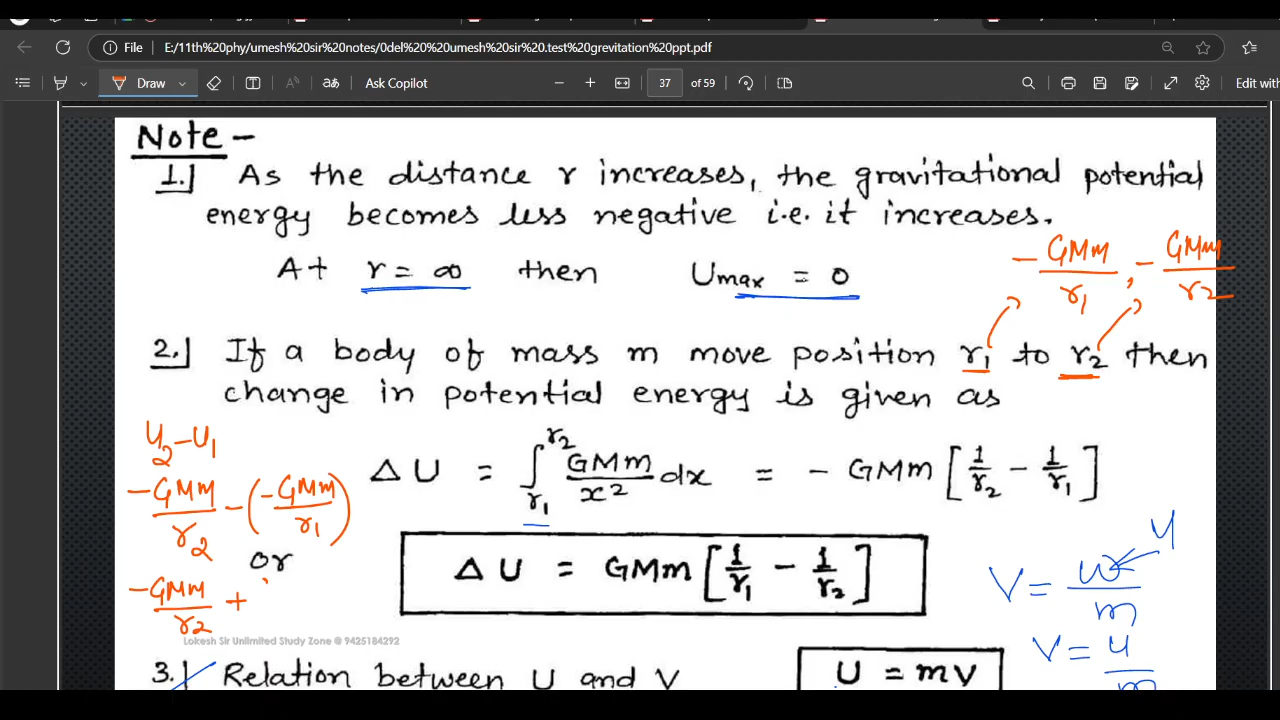 File E:/11th%20phy/umesh%20sir%20notes/0del%20%20umesh%20sir%20.test%20grevitation%20ppt.pdf
Draw Ask Copilot 37 of 59 Edit with
Note -
1.] As the distance r increases, the gravitational potential
energy becomes less negative i.e. it increases.
At r = ∞ then Umax = 0
- GMm/r₁ , - GMm/r2
2.] If a body of mass m move position r₁ to r₂ then
change in potential energy is given as
U₂ - U₁
ΔU = ∫r₁^r₂ GMm/x² dx = - GMm [1/r₂ - 1/r₁]
- GMm/r₂ - (- GMm/r₁)
or
ΔU = GMm [1/r₁ - 1/r₂]
- GMm/r₂ +
V = w/m U
Lokesh Sir Unlimited Study Zone @ 9425184292
V = U/m
3.] Relation between U and V U = mV